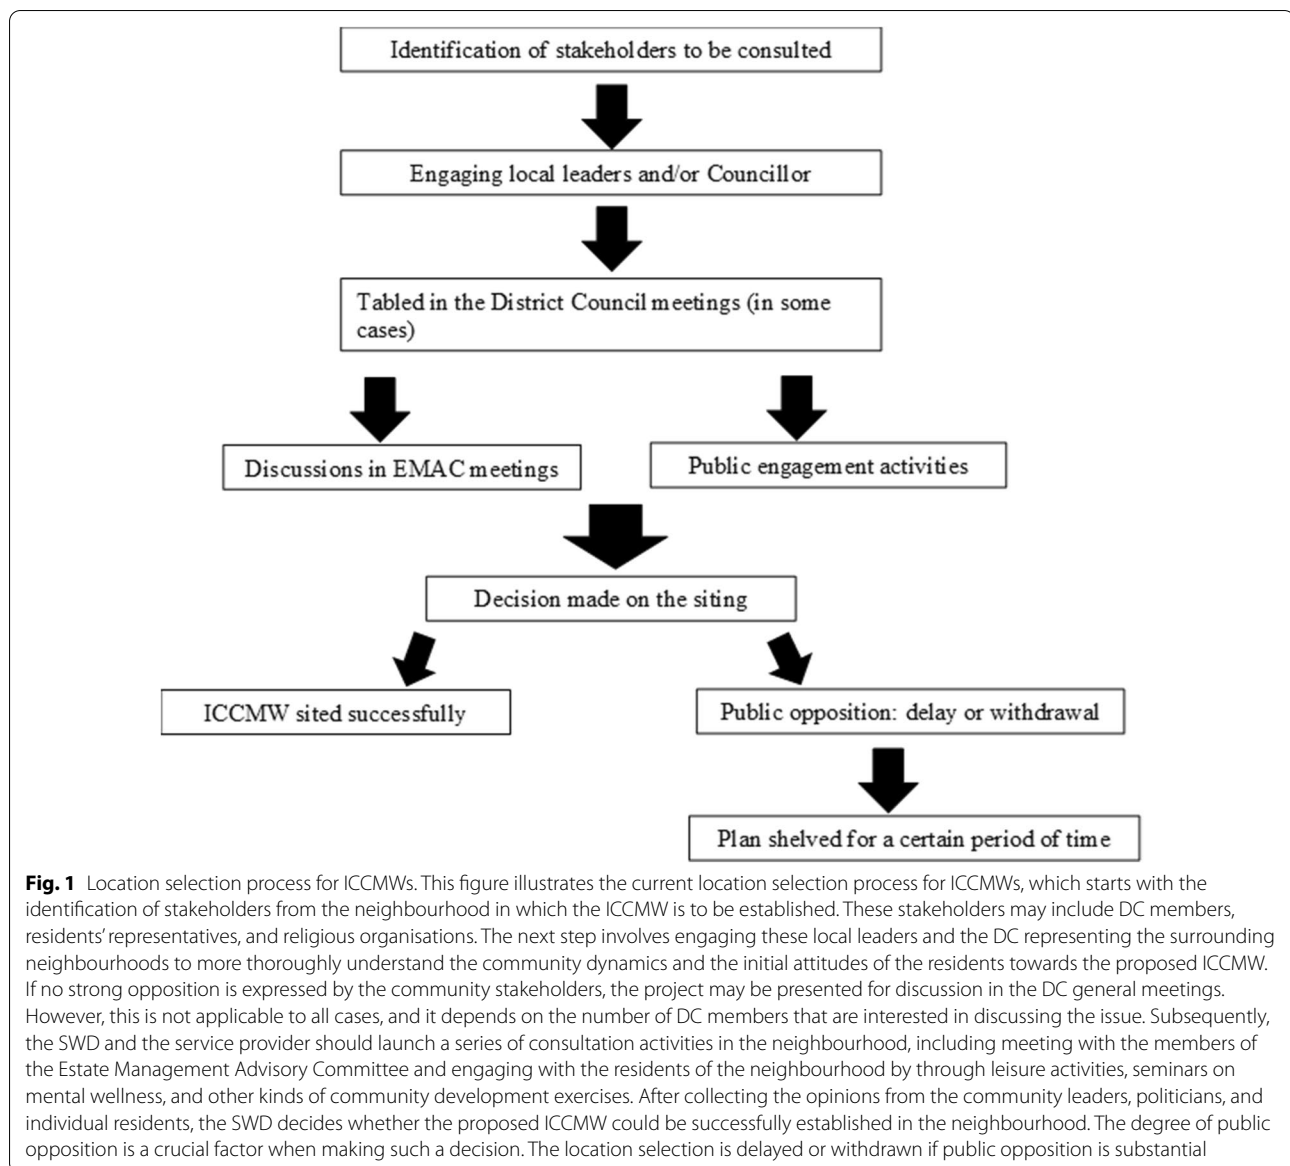 Identification of stakeholders to be consulted
Engaging local leaders and/or Councillor
Tabled in the District Council meetings (in some
cases)
Discussions in EMAC meetings
Public engagement activities
Decision made on the siting
ICCMW sited successfully
Public opposition: delay or withdrawal
Plan shelved for a certain period of time
Fig. 1 Location selection process for ICCMWs. This figure illustrates the current location selection process for ICCMWs, which starts with the
identification of stakeholders from the neighbourhood in which the ICCMW is to be established. These stakeholders may include DC members,
residents' representatives, and religious organisations. The next step involves engaging these local leaders and the DC representing the surrounding
neighbourhoods to more thoroughly understand the community dynamics and the initial attitudes of the residents towards the proposed ICCMW.
If no strong opposition is expressed by the community stakeholders, the project may be presented for discussion in the DC general meetings.
However, this is not applicable to all cases, and it depends on the number of DC members that are interested in discussing the issue. Subsequently,
the SWD and the service provider should launch a series of consultation activities in the neighbourhood, including meeting with the members of
the Estate Management Advisory Committee and engaging with the residents of the neighbourhood by through leisure activities, seminars on
mental wellness, and other kinds of community development exercises. After collecting the opinions from the community leaders, politicians, and
individual residents, the SWD decides whether the proposed ICCMW could be successfully established in the neighbourhood. The degree of public
opposition is a crucial factor when making such a decision. The location selection is delayed or withdrawn if public opposition is substantial